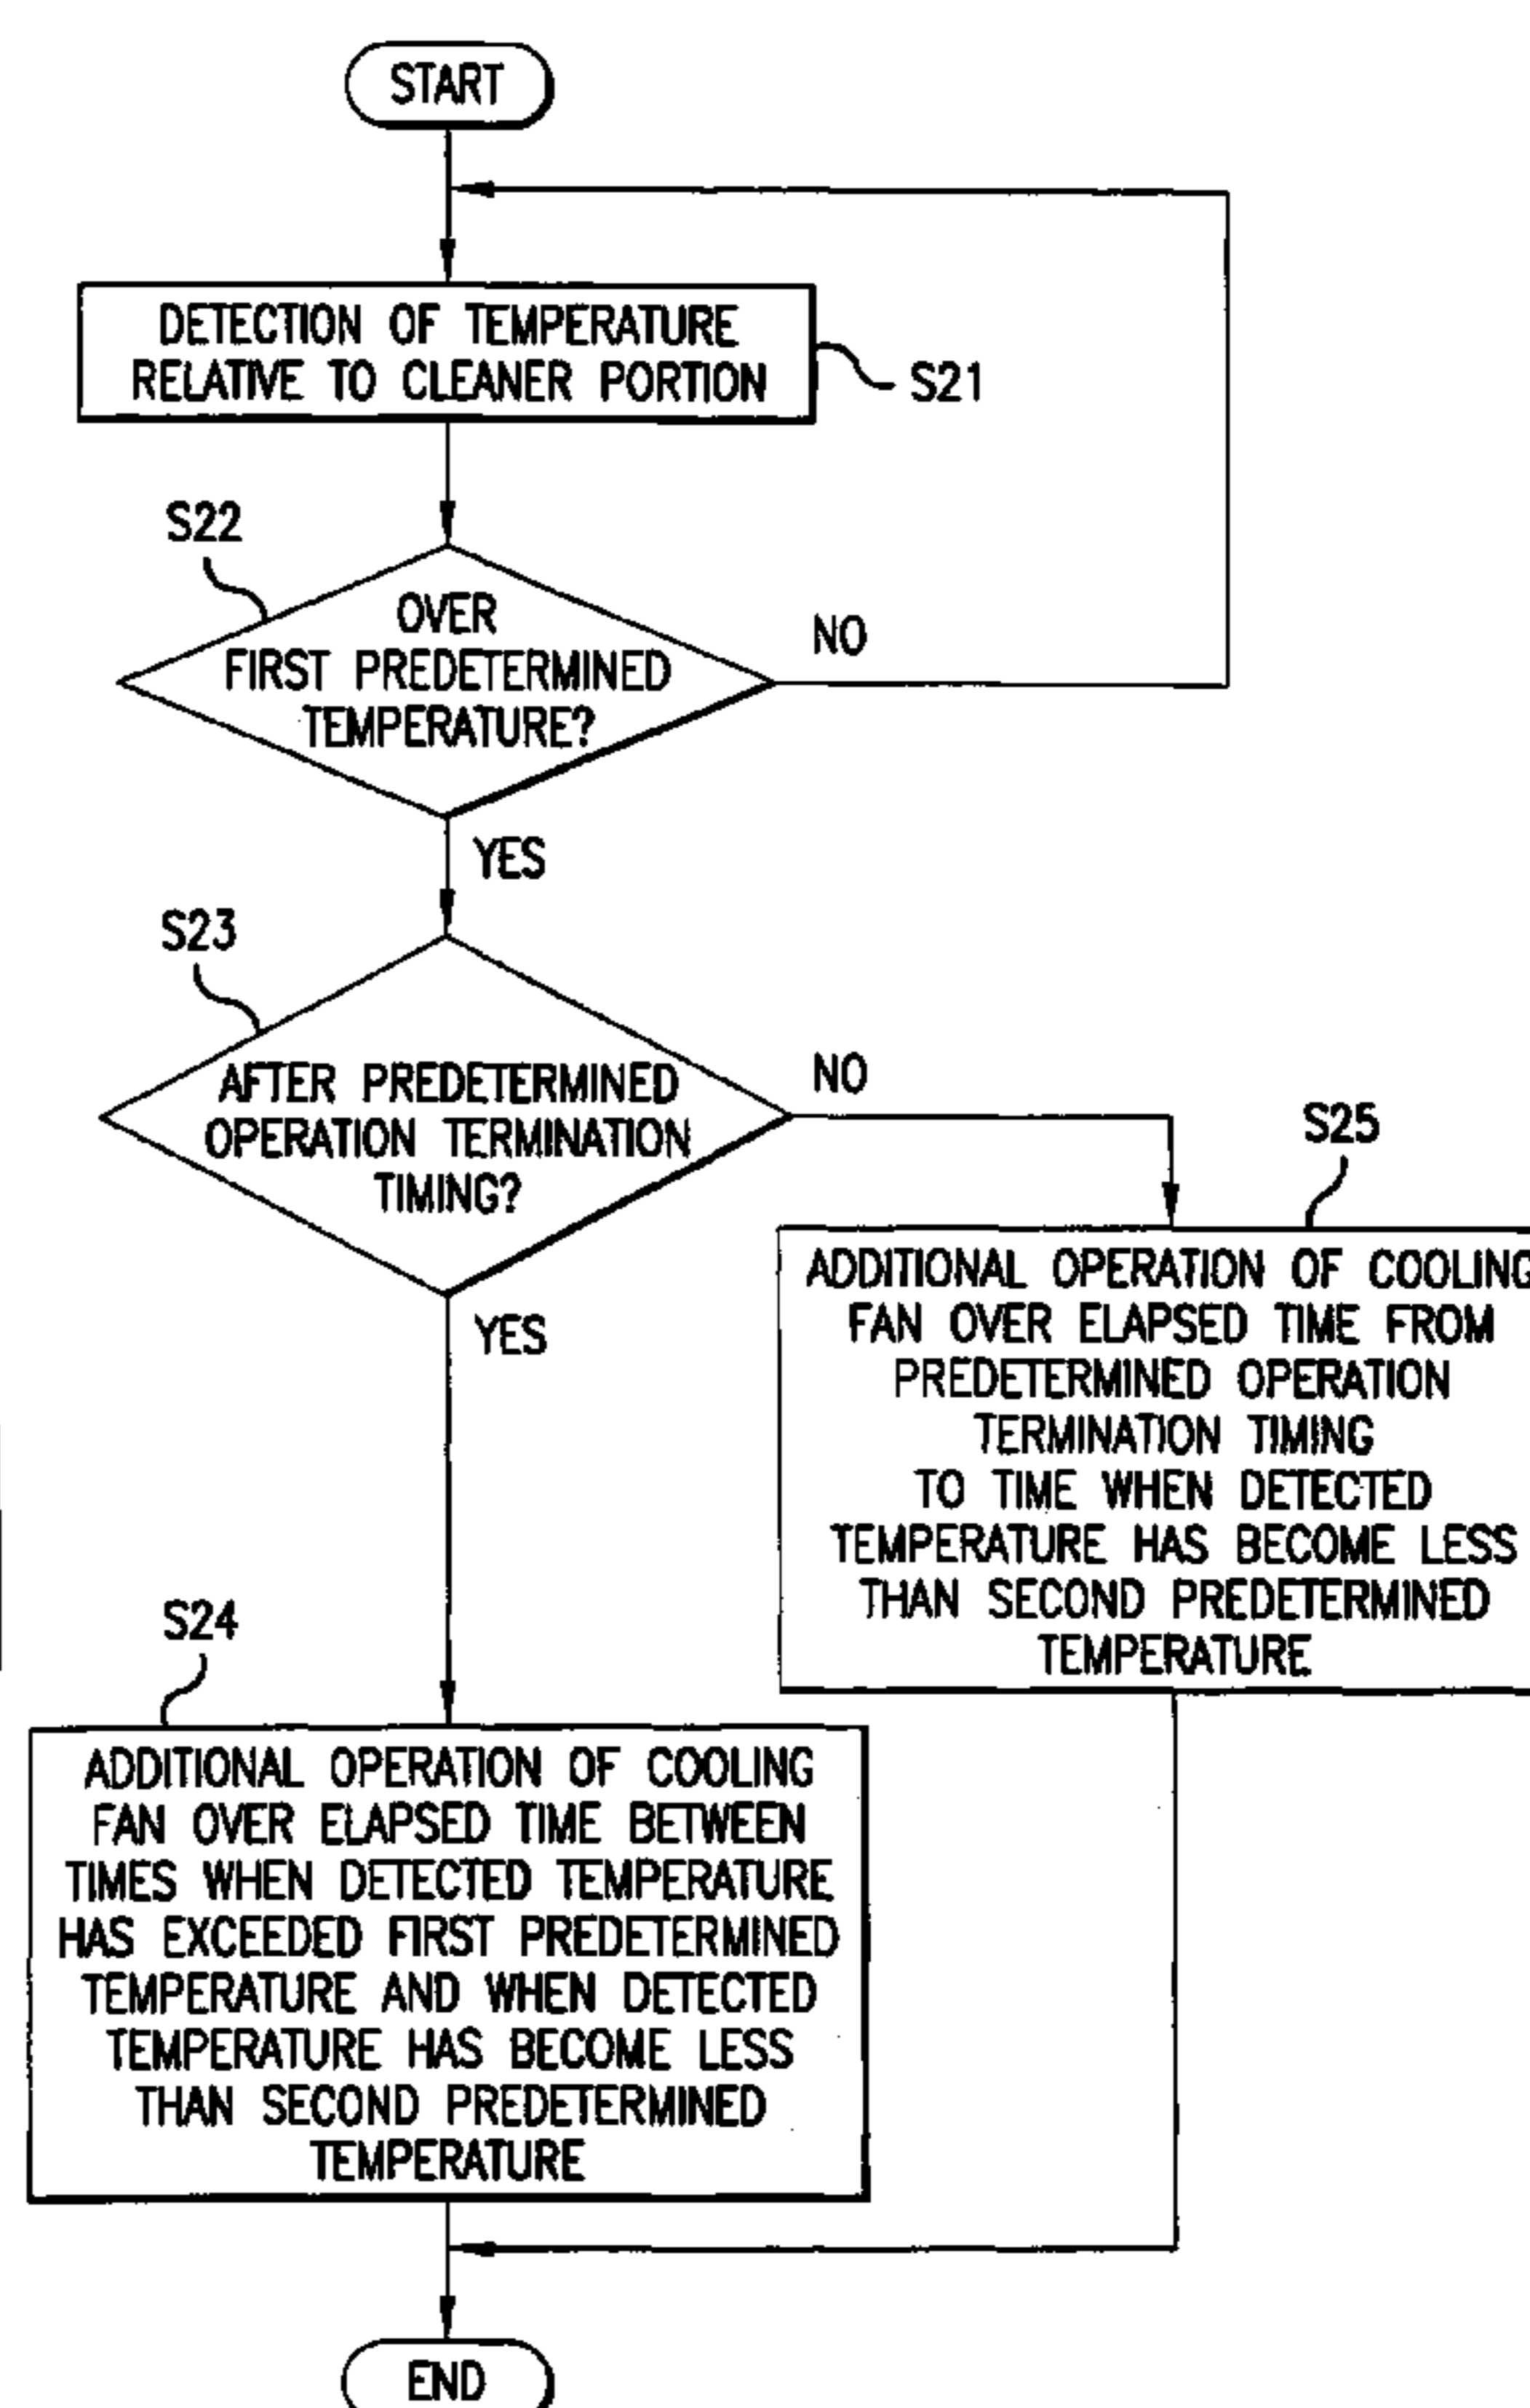 START
DETECTION OF TEMPERATURE
RELATIVE TO CLEANER PORTION
S21
S22
OVER
FIRST PREDETERMINED
TEMPERATURE?
NO
YES
S23
AFTER PREDETERMINED
OPERATION TERMINATION
TIMING?
NO
YES
S25
ADDITIONAL OPERATION OF COOLING
FAN OVER ELAPSED TIME FROM
PREDETERMINED OPERATION
TERMINATION TIMING
TO TIME WHEN DETECTED
TEMPERATURE HAS BECOME LESS
THAN SECOND PREDETERMINED
TEMPERATURE
S24
ADDITIONAL OPERATION OF COOLING
FAN OVER ELAPSED TIME BETWEEN
TIMES WHEN DETECTED TEMPERATURE
HAS EXCEEDED FIRST PREDETERMINED
TEMPERATURE AND WHEN DETECTED
TEMPERATURE HAS BECOME LESS
THAN SECOND PREDETERMINED
TEMPERATURE
END